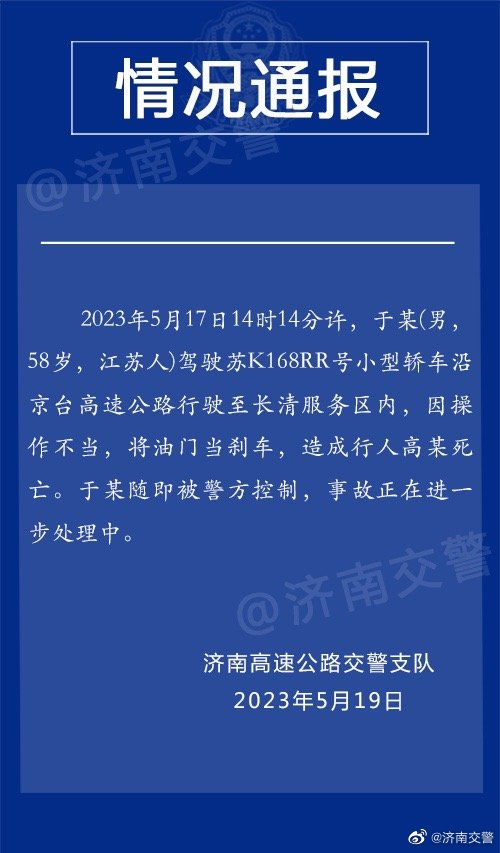 情况通报
@济南交警
2023年5月17日14时14分许，于某(男，
58岁，江苏人)驾驶苏K168RR号小型轿车沿
京台高速公路行驶至长清服务区内，因操
作不当，将油门当刹车，造成行人高某死
亡。于某随即被警方控制，事故正在进一
步处理中。
@济南交警
济南高速公路交警支队
2023年5月19日
@济南交警